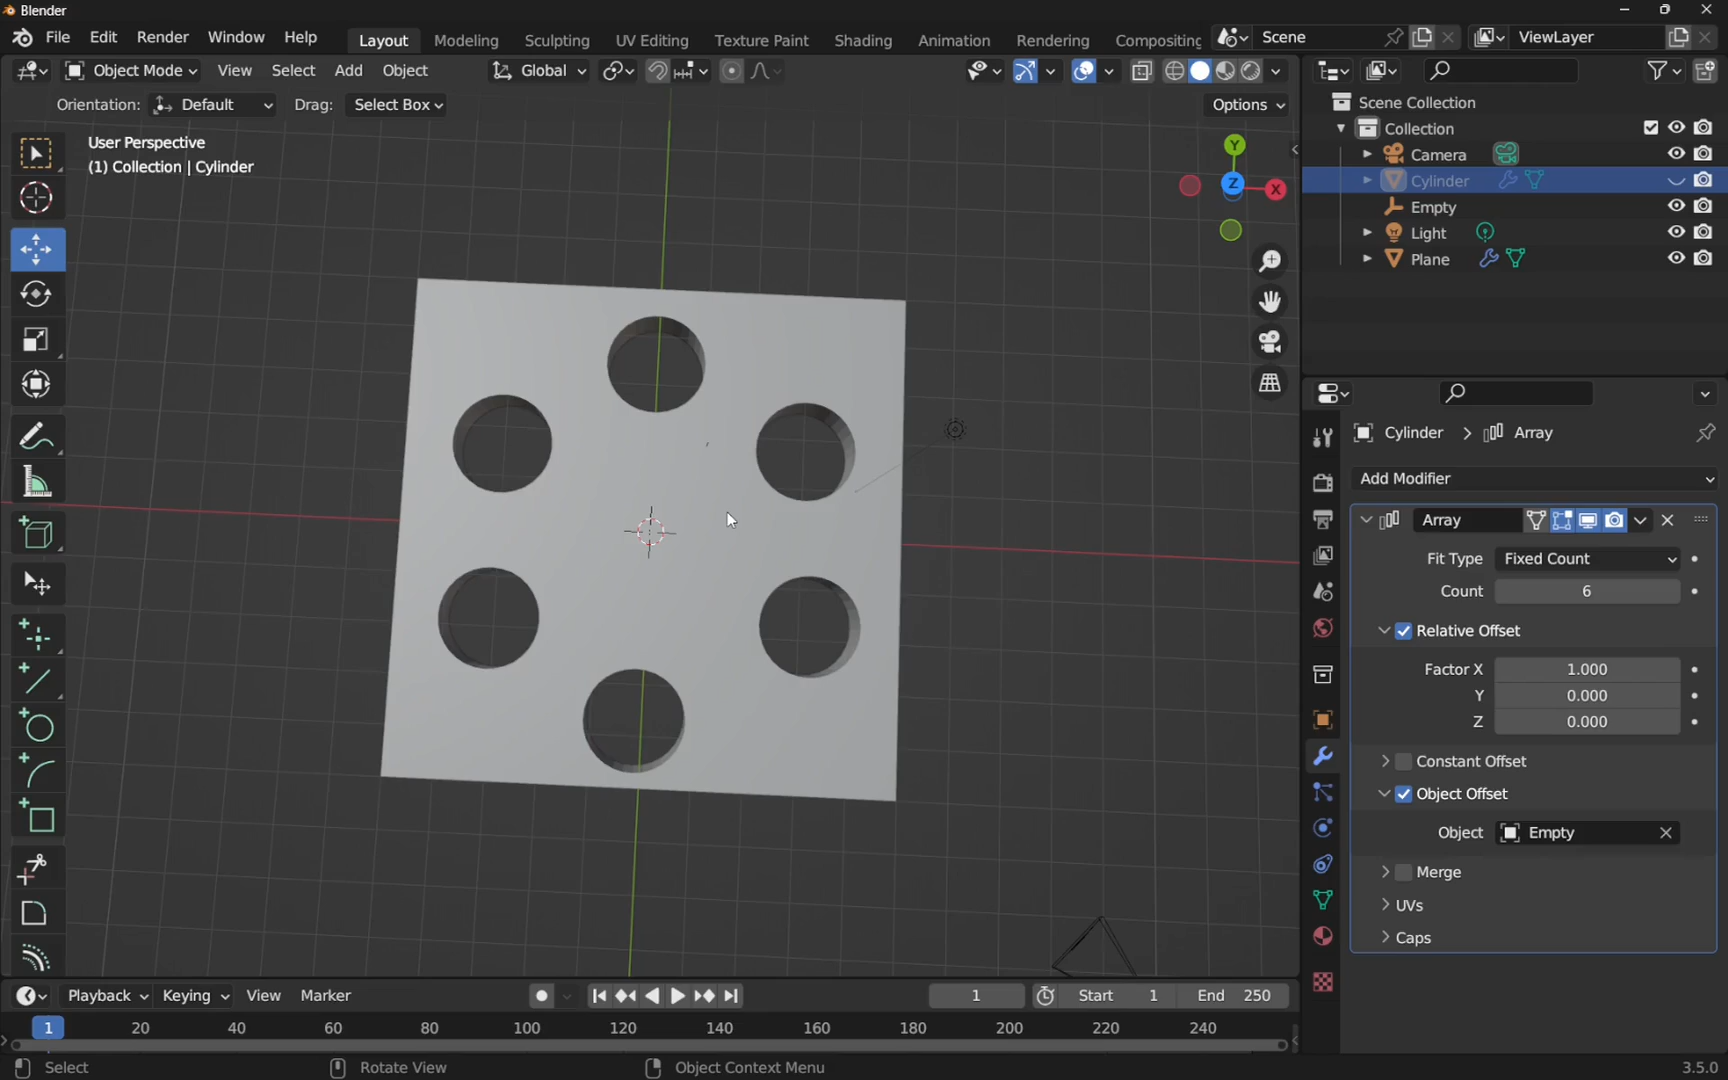 Blender
File Edit Render Window Help Layout Modeling Sculpting UV Editing Texture Paint Shading Animation Rendering Compositing Scene ViewLayer
Object Mode View Select Add Object Global
Orientation: Default Drag: Select Box Options
User Perspective
(1) Collection | Cylinder
Y
Z
X
Scene Collection
Collection
Camera
Cylinder
Empty
Light
Plane
Cylinder > Array
Add Modifier
Array
Fit Type Fixed Count
Count 6
Relative Offset
Factor X 1.000
Y 0.000
Z 0.000
Constant Offset
Object Offset
Object Empty
Merge
UVs
Caps
Playback Keying View Marker 1 Start 1 End 250
1 20 40 60 80 100 120 140 160 180 200 220 240
Select Rotate View Object Context Menu 3.5.0